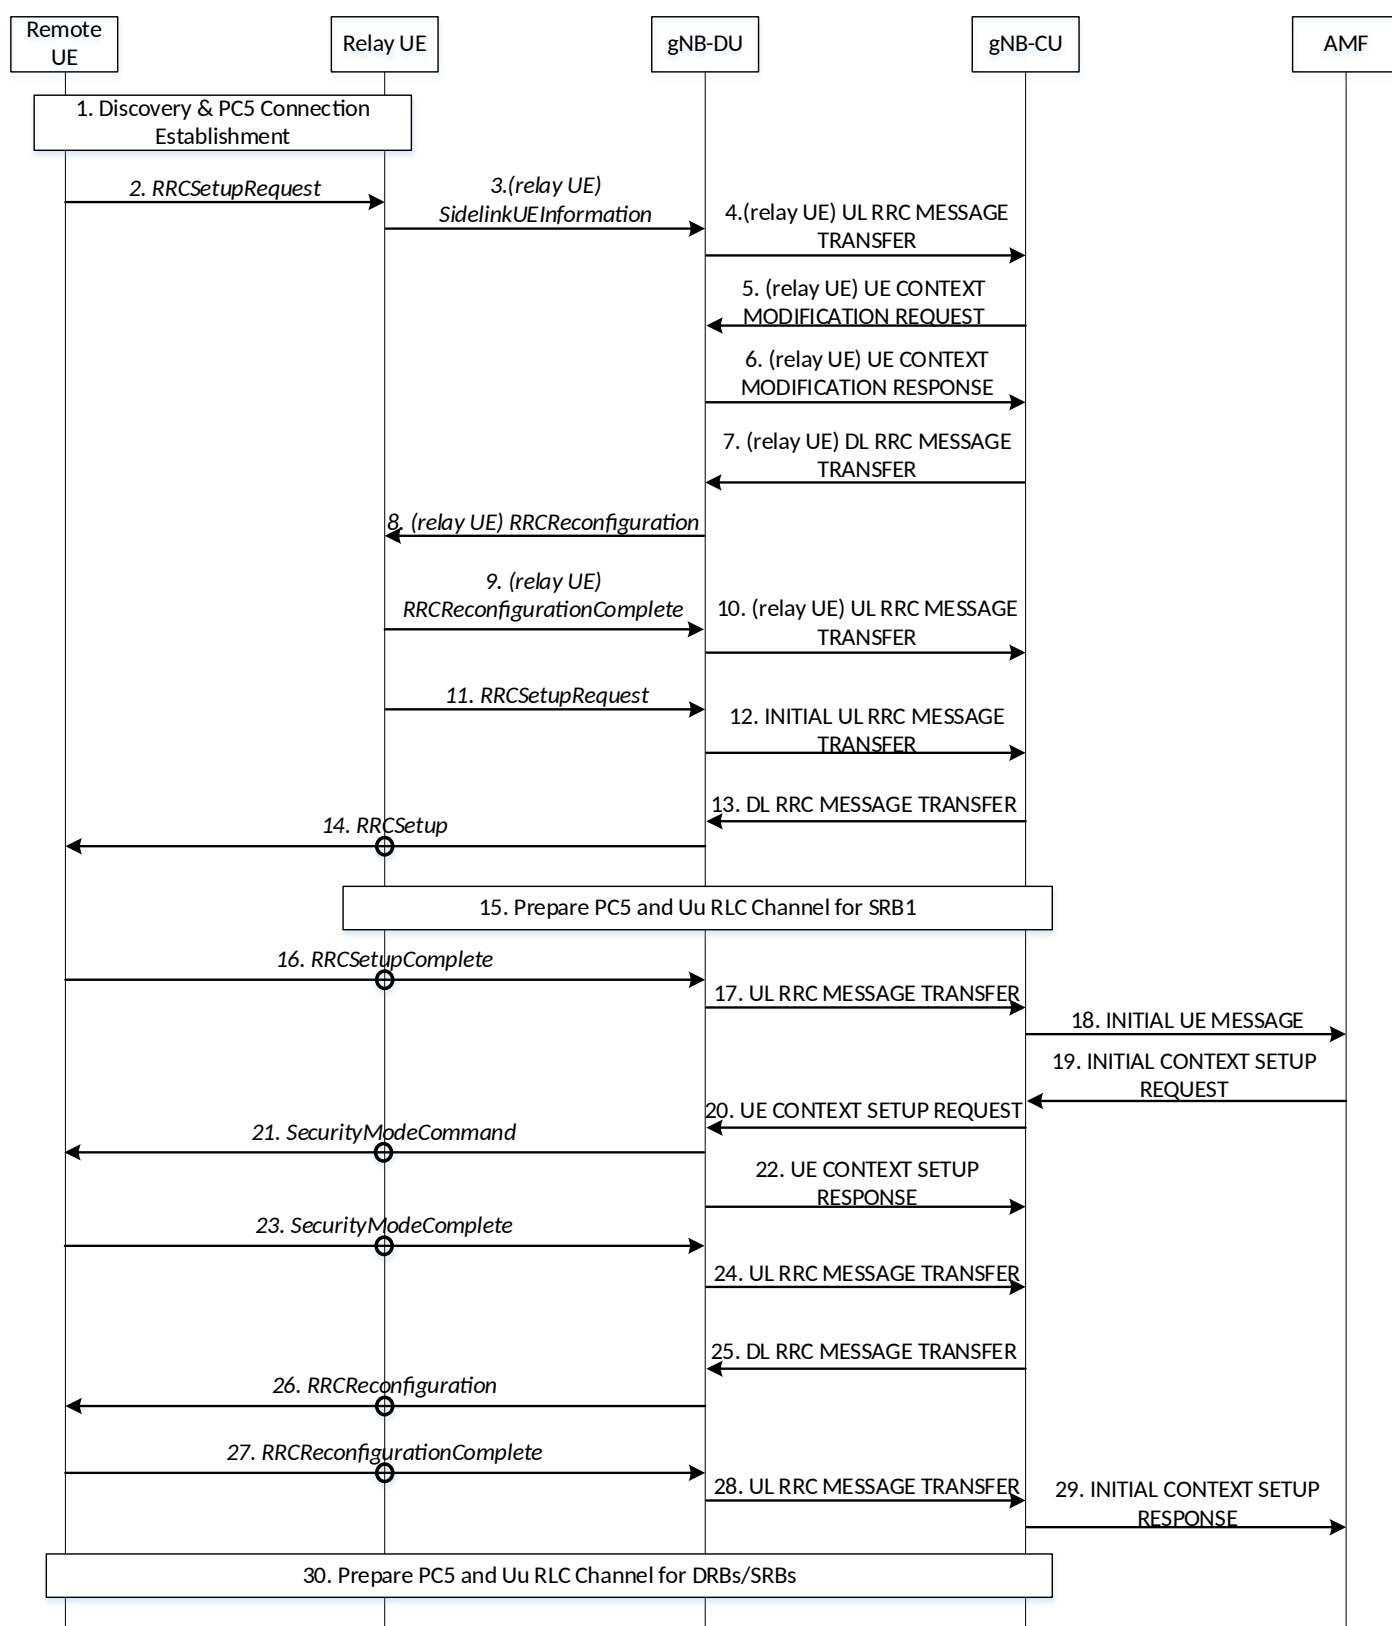 Remote
UE
Relay UE
gNB-DU
gNB-CU
AMF
1. Discovery & PC5 Connection
Establishment
2. RRCSetupRequest
3.(relay UE)
SidelinkUEInformation
4.(relay UE) UL RRC MESSAGE
TRANSFER
5. (relay UE) UE CONTEXT
MODIFICATION REQUEST
6. (relay UE) UE CONTEXT
MODIFICATION RESPONSE
7. (relay UE) DL RRC MESSAGE
TRANSFER
8. (relay UE) RRCReconfiguration
9. (relay UE)
RRCReconfigurationComplete
10. (relay UE) UL RRC MESSAGE
TRANSFER
11. RRCSetupRequest
12. INITIAL UL RRC MESSAGE
TRANSFER
13. DL RRC MESSAGE TRANSFER
14. RRCSetup
15. Prepare PC5 and Uu RLC Channel for SRB1
16. RRCSetupComplete
17. UL RRC MESSAGE TRANSFER
18. INITIAL UE MESSAGE
19. INITIAL CONTEXT SETUP
REQUEST
20. UE CONTEXT SETUP REQUEST
21. SecurityModeCommand
22. UE CONTEXT SETUP
RESPONSE
23. SecurityModeComplete
24. UL RRC MESSAGE TRANSFER
25. DL RRC MESSAGE TRANSFER
26. RRCReconfiguration
27. RRCReconfigurationComplete
28. UL RRC MESSAGE TRANSFER
29. INITIAL CONTEXT SETUP
RESPONSE
30. Prepare PC5 and Uu RLC Channel for DRBs/SRBs